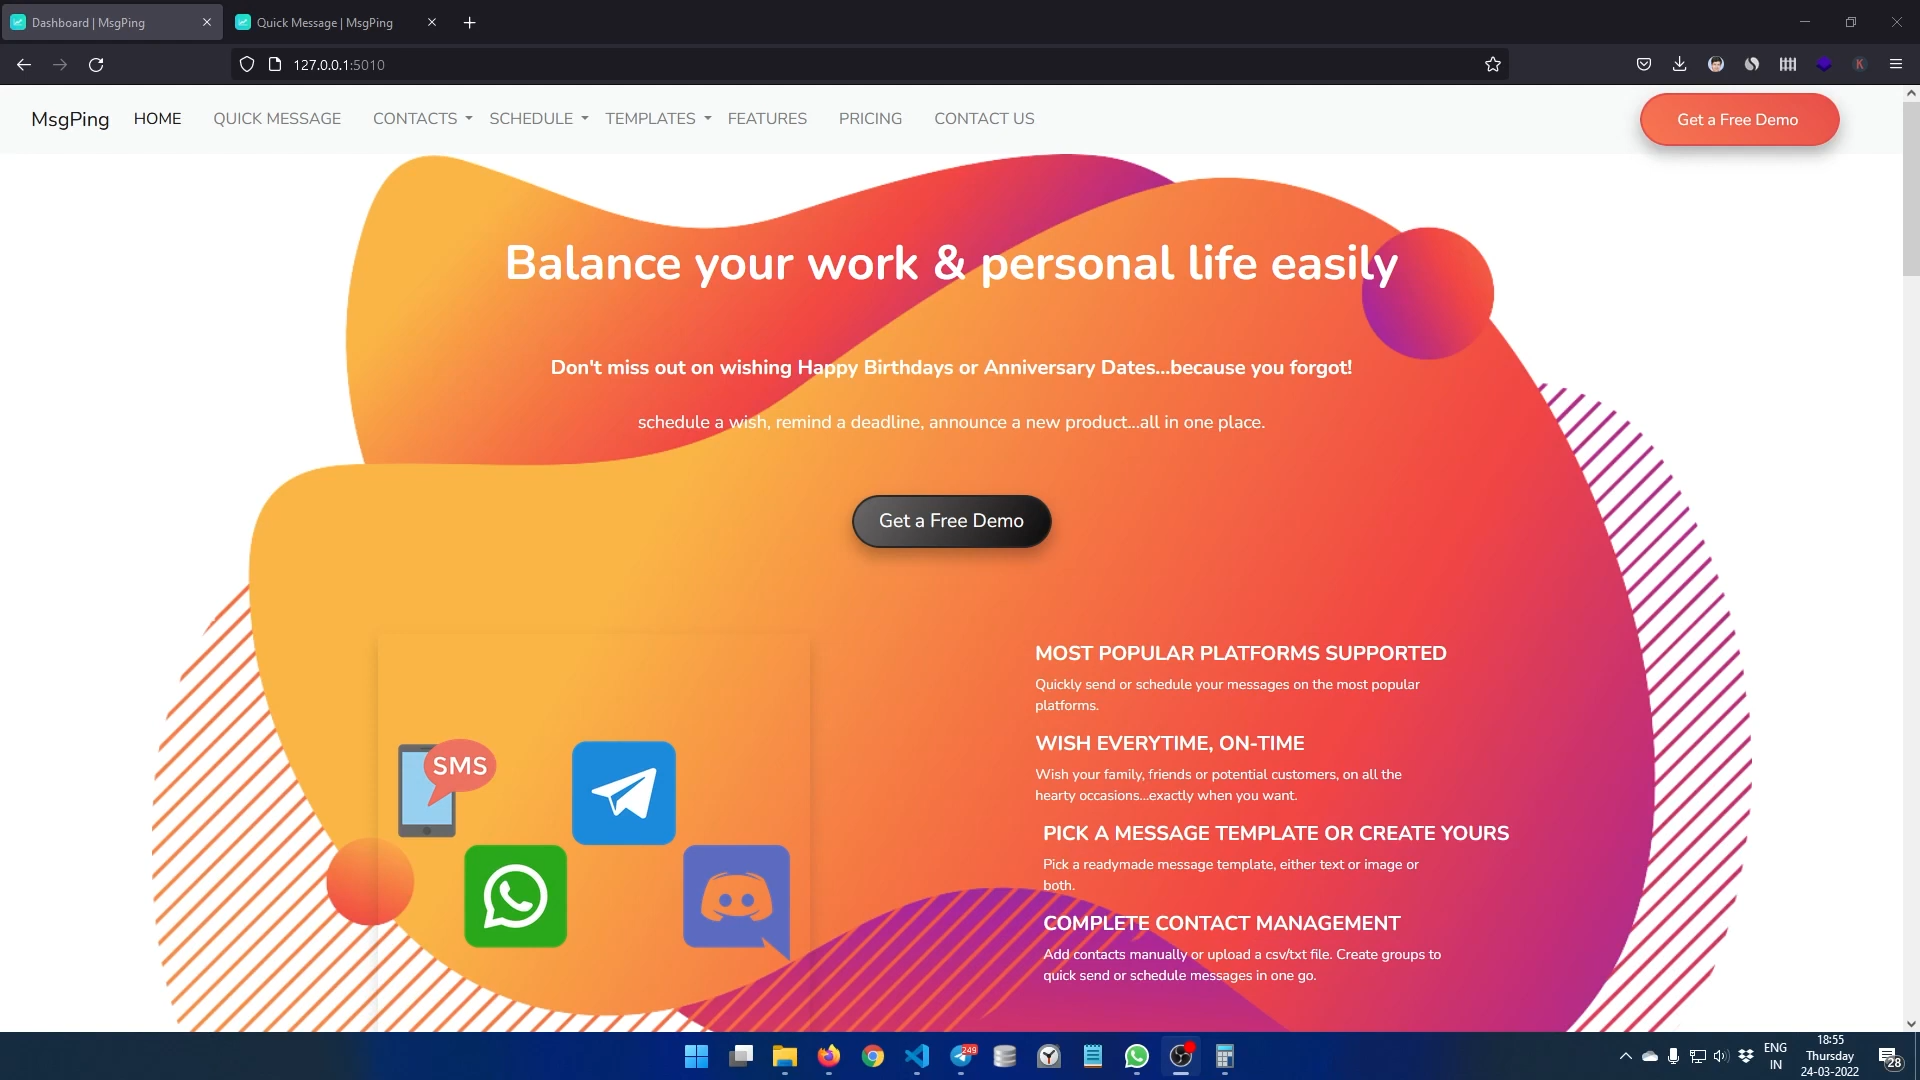 Dashboard | MsgPing
Quick Message | MsgPing
127.0.0.1:5010
K
MsgPing HOME QUICK MESSAGE CONTACTS SCHEDULE TEMPLATES FEATURES PRICING CONTACT US Get a Free Demo
Balance your work & personal life easily
Don't miss out on wishing Happy Birthdays or Anniversary Dates...because you forgot!
schedule a wish, remind a deadline, announce a new product...all in one place.
Get a Free Demo
SMS
MOST POPULAR PLATFORMS SUPPORTED
Quickly send or schedule your messages on the most popular
platforms.
WISH EVERYTIME, ON-TIME
Wish your family, friends or potential customers, on all the
hearty occasions...exactly when you want.
PICK A MESSAGE TEMPLATE OR CREATE YOURS
Pick a readymade message template, either text or image or
both.
COMPLETE CONTACT MANAGEMENT
Add contacts manually or upload a csv/txt file. Create groups to
quick send or schedule messages in one go.
249
ENG
IN
18:55
Thursday
24-03-2022
28